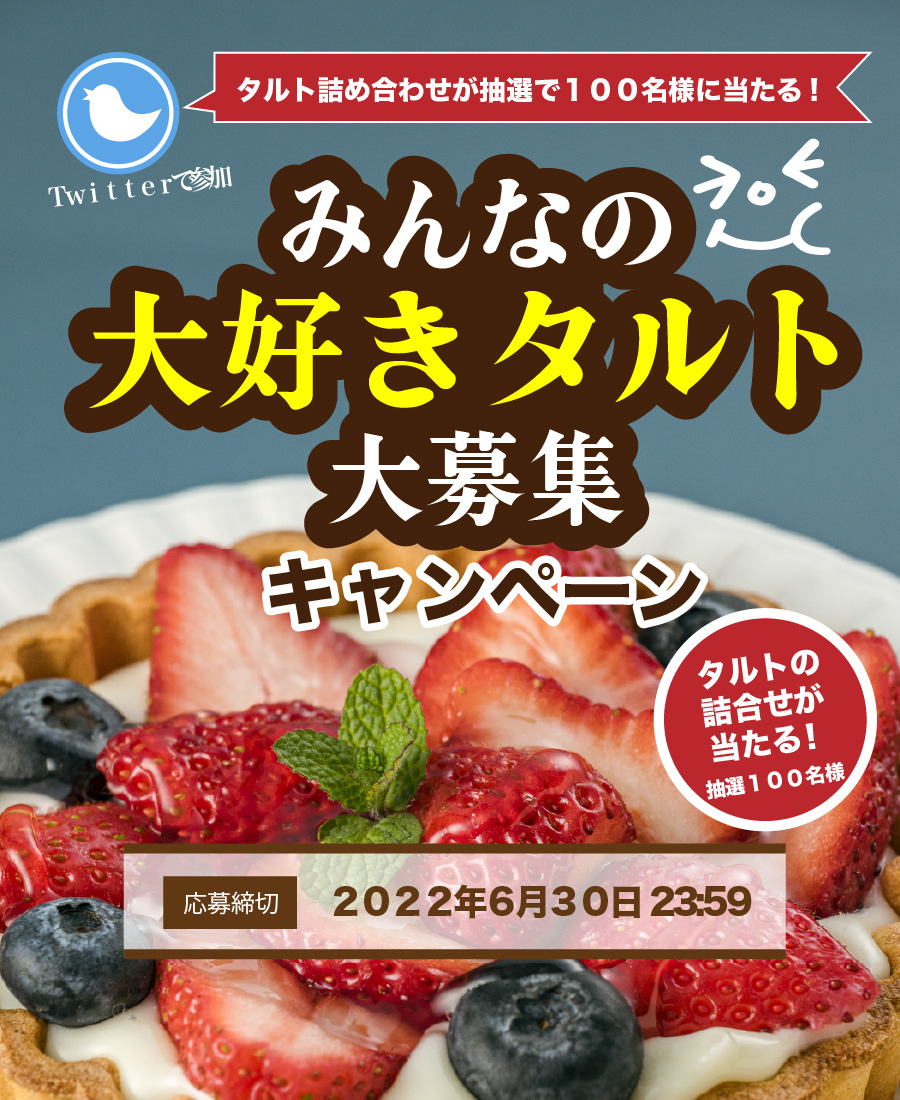 タルト詰め合わせが抽選で１００名様に当たる！
Twitterで参加
みんなの
大好きタルト
大募集
キャンペーン
タルトの
詰合せが
当たる！
抽選１００名様
応募締切
２０２２年６月３０日 23:59